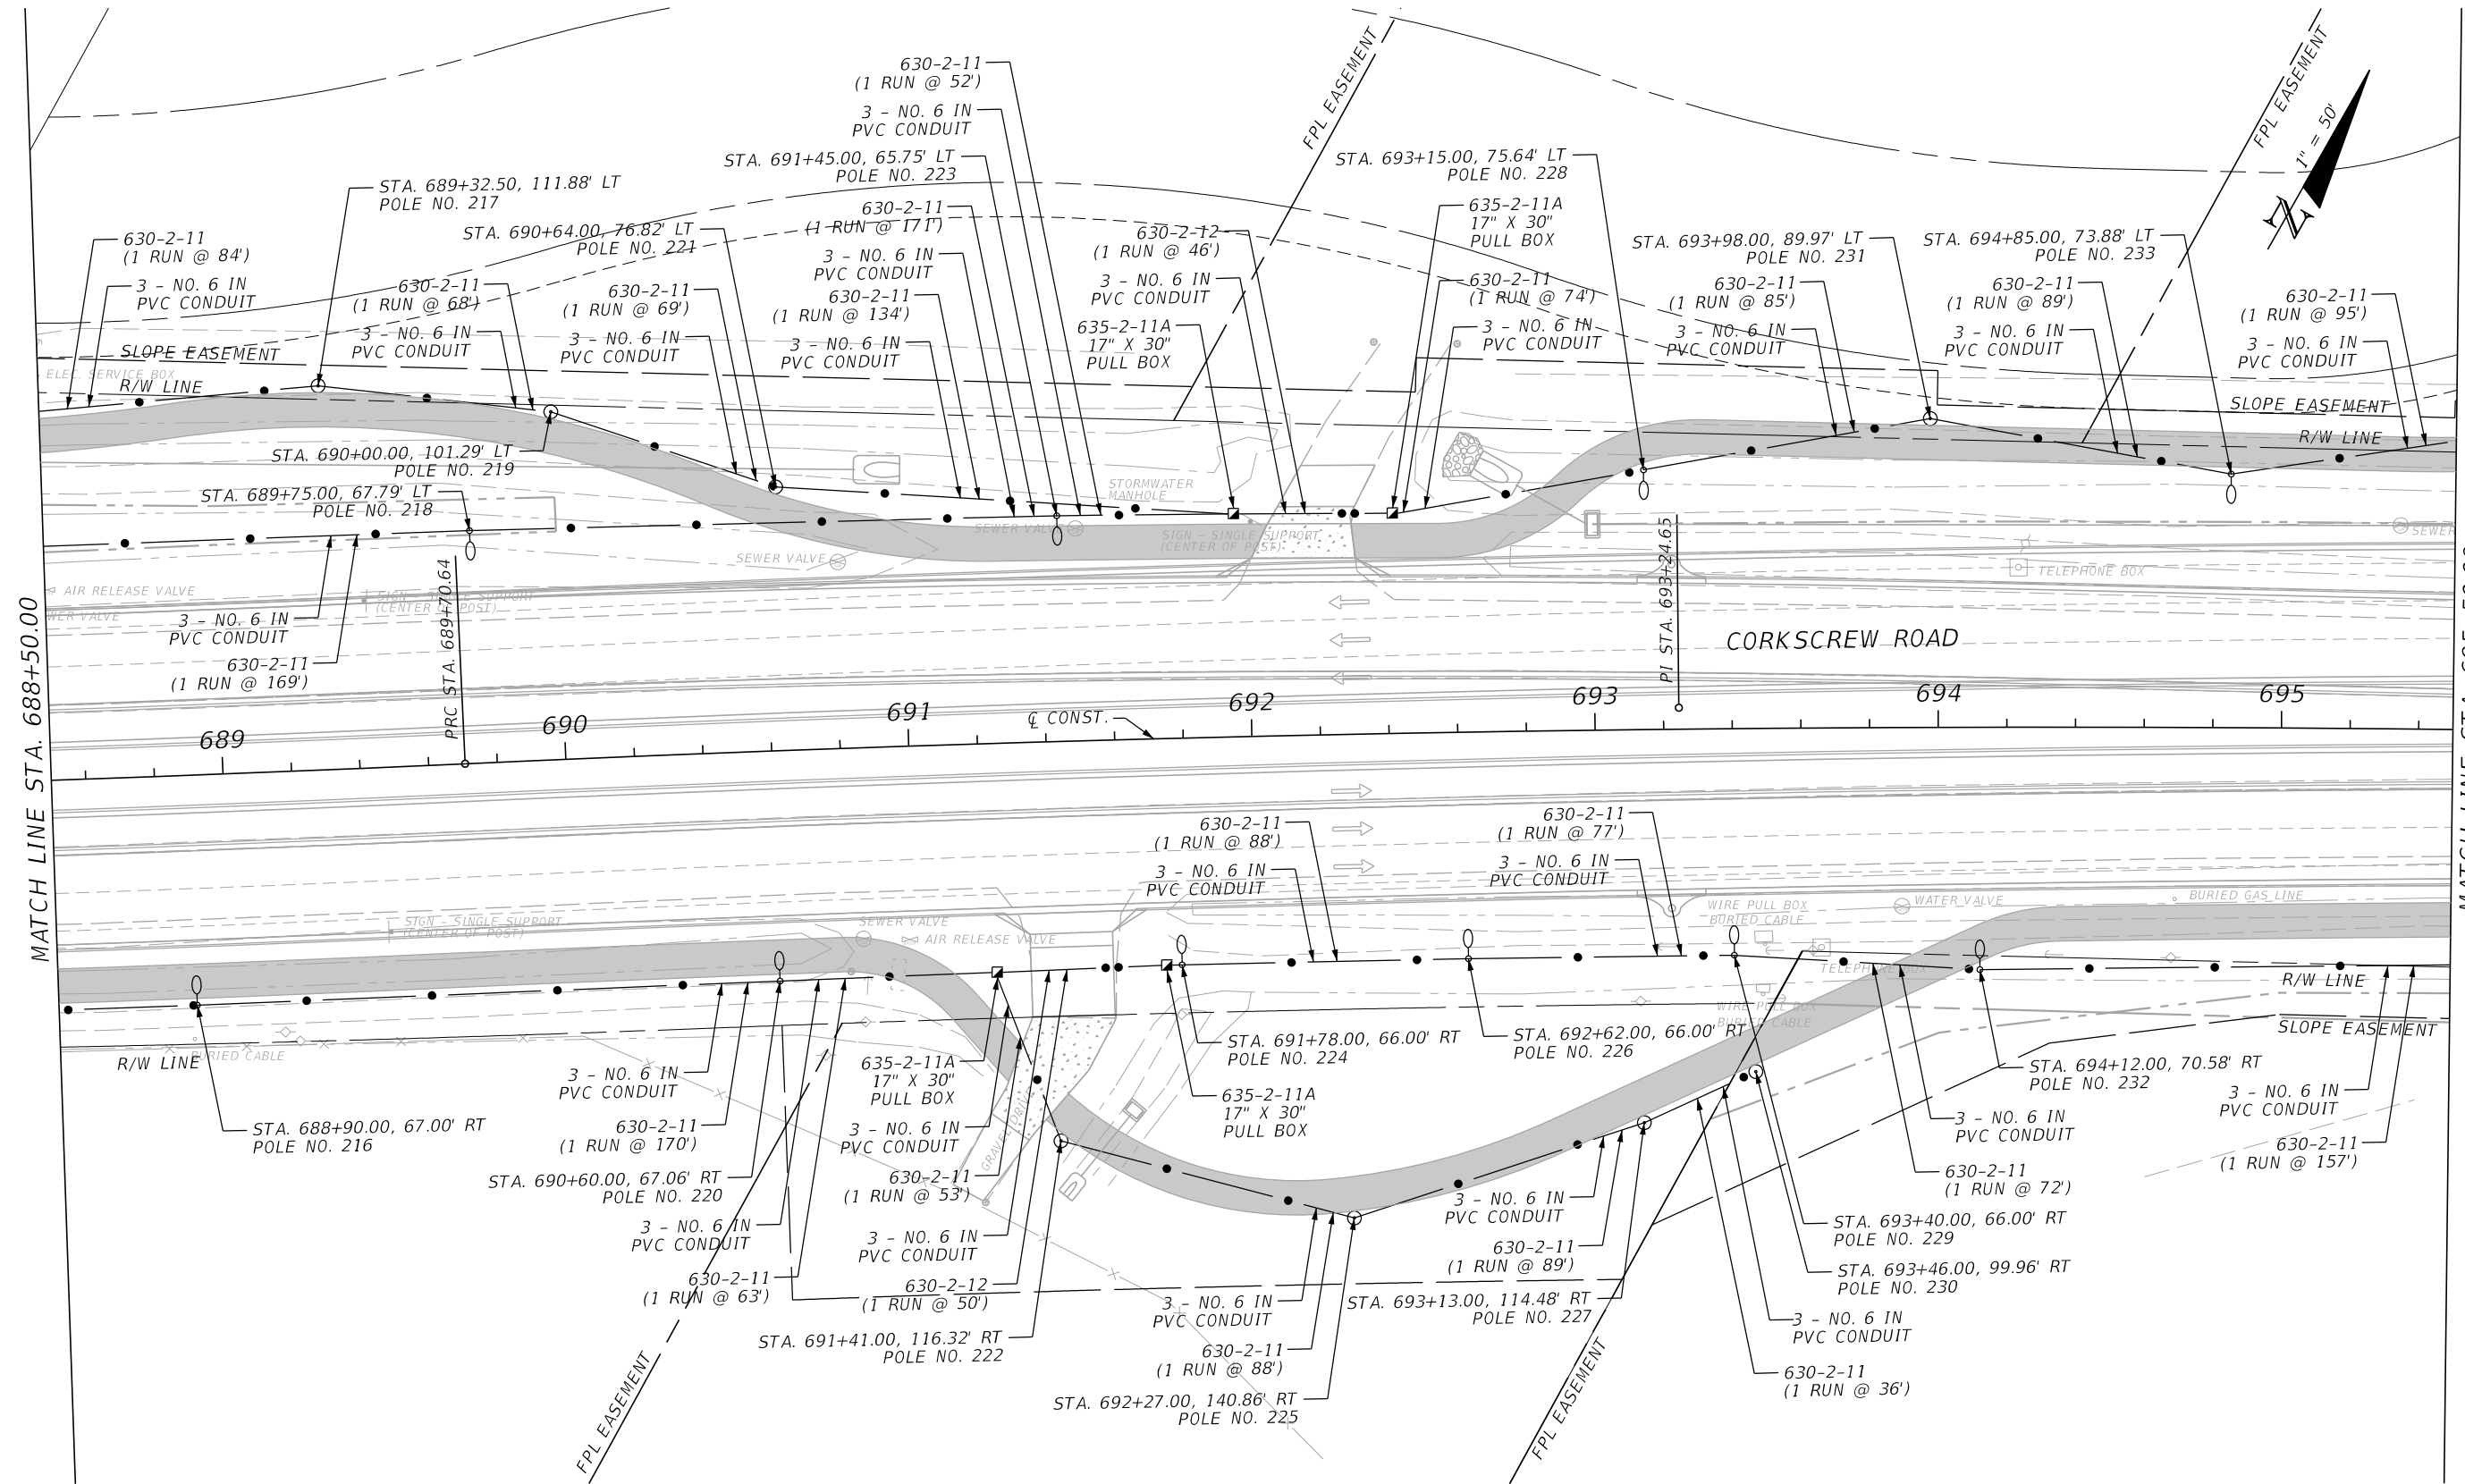 630-2-11
(1 RUN @ 52')
3 - NO. 6 IN
PVC CONDUIT
STA. 691+45.00, 65.75' LT
POLE NO. 223
FPL EASEMENT
STA. 693+15.00, 75.64' LT
POLE NO. 228
FPL EASEMENT
1" = 50'
N
STA. 689+32.50, 111.88' LT
POLE NO. 217
630-2-11
(1 RUN @ 84')
3 - NO. 6 IN
PVC CONDUIT
STA. 690+64.00, 76.82' LT
POLE NO. 221
630-2-11
(1 RUN @ 171')
3 - NO. 6 IN
PVC CONDUIT
630-2-12
(1 RUN @ 46')
3 - NO. 6 IN
PVC CONDUIT
635-2-11A
17" X 30"
PULL BOX
635-2-11A
17" X 30"
PULL BOX
630-2-11
(1 RUN @ 74')
3 - NO. 6 IN
PVC CONDUIT
STA. 693+98.00, 89.97' LT
POLE NO. 231
STA. 694+85.00, 73.88' LT
POLE NO. 233
630-2-11
(1 RUN @ 68')
3 - NO. 6 IN
PVC CONDUIT
630-2-11
(1 RUN @ 69')
3 - NO. 6 IN
PVC CONDUIT
630-2-11
(1 RUN @ 134')
3 - NO. 6 IN
PVC CONDUIT
630-2-11
(1 RUN @ 85')
3 - NO. 6 IN
PVC CONDUIT
630-2-11
(1 RUN @ 89')
3 - NO. 6 IN
PVC CONDUIT
630-2-11
(1 RUN @ 95')
3 - NO. 6 IN
PVC CONDUIT
SLOPE EASEMENT
ELEC. SERVICE BOX
R/W LINE
SLOPE EASEMENT
R/W LINE
STA. 690+00.00, 101.29' LT
POLE NO. 219
STA. 689+75.00, 67.79' LT
POLE NO. 218
STORMWATER
MANHOLE
SEWER VALVE
SIGN - SINGLE SUPPORT
(CENTER OF POST)
SEWER VALVE
SEWER
TELEPHONE BOX
AIR RELEASE VALVE
SIGN - SINGLE SUPPORT
(CENTER OF POST)
WER VALVE
3 - NO. 6 IN
PVC CONDUIT
630-2-11
(1 RUN @ 169')
PRC STA. 689+70.64
PI STA. 693+24.65
CORKSCREW ROAD
MATCH LINE STA. 688+50.00
689
690
691
℄ CONST.
692
693
694
695
630-2-11
(1 RUN @ 88')
3 - NO. 6 IN
PVC CONDUIT
630-2-11
(1 RUN @ 77')
3 - NO. 6 IN
PVC CONDUIT
SIGN - SINGLE SUPPORT
(CENTER OF POST)
SEWER VALVE
AIR RELEASE VALVE
WIRE PULL BOX
BURIED CABLE
WATER VALVE
BURIED GAS LINE
TELEPHONE BOX
WIRE PULL BOX
BURIED CABLE
R/W LINE
SLOPE EASEMENT
R/W LINE
BURIED CABLE
STA. 688+90.00, 67.00' RT
POLE NO. 216
3 - NO. 6 IN
PVC CONDUIT
630-2-11
(1 RUN @ 170')
STA. 690+60.00, 67.06' RT
POLE NO. 220
3 - NO. 6 IN
PVC CONDUIT
630-2-11
(1 RUN @ 63')
635-2-11A
17" X 30"
PULL BOX
3 - NO. 6 IN
PVC CONDUIT
630-2-11
(1 RUN @ 53')
3 - NO. 6 IN
PVC CONDUIT
630-2-12
(1 RUN @ 50')
STA. 691+41.00, 116.32' RT
POLE NO. 222
GRAVEL DRIVE
STA. 691+78.00, 66.00' RT
POLE NO. 224
635-2-11A
17" X 30"
PULL BOX
STA. 692+62.00, 66.00' RT
POLE NO. 226
3 - NO. 6 IN
PVC CONDUIT
630-2-11
(1 RUN @ 88')
STA. 692+27.00, 140.86' RT
POLE NO. 225
3 - NO. 6 IN
PVC CONDUIT
630-2-11
(1 RUN @ 89')
STA. 693+13.00, 114.48' RT
POLE NO. 227
STA. 694+12.00, 70.58' RT
POLE NO. 232
3 - NO. 6 IN
PVC CONDUIT
630-2-11
(1 RUN @ 72')
STA. 693+40.00, 66.00' RT
POLE NO. 229
STA. 693+46.00, 99.96' RT
POLE NO. 230
3 - NO. 6 IN
PVC CONDUIT
630-2-11
(1 RUN @ 36')
3 - NO. 6 IN
PVC CONDUIT
630-2-11
(1 RUN @ 157')
FPL EASEMENT
FPL EASEMENT